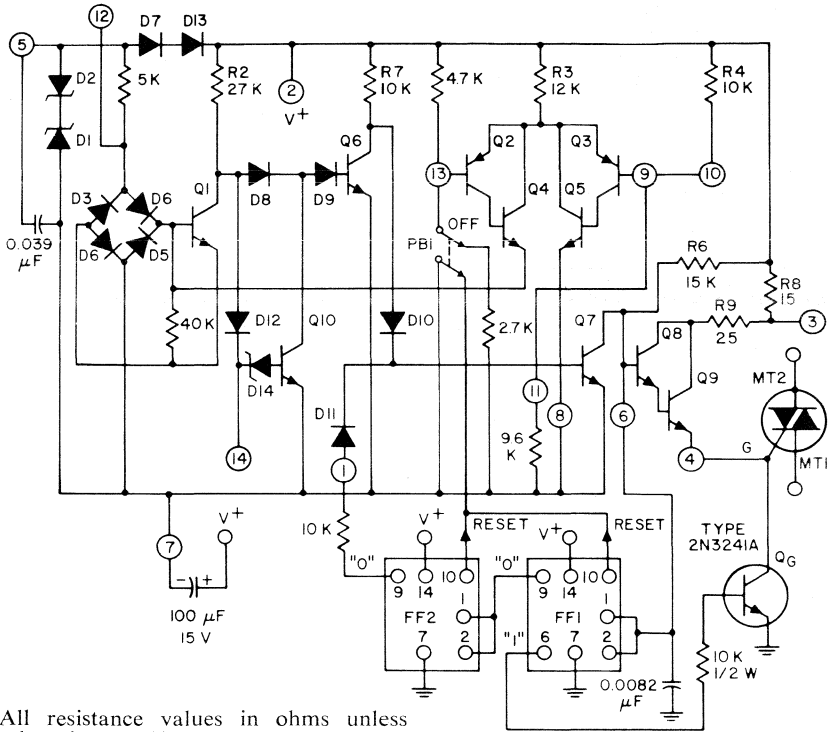 12
5
D7
D13
D2
5K
R2
27K
2
V+
R7
10K
4.7K
R3
12K
R4
10K
D1
Q6
Q2
Q3
13
9
10
D3
D6
Q1
D8
D9
Q4
Q5
OFF
PBi
D6
D5
0.039
μF
R6
15K
R8
15
40K
D12
Q10
D10
2.7K
Q7
Q8
R9
25
3
D14
Q9
MT2
11
8
6
D11
14
1
9.6
K
4
G
MT1
7
V+
10K
V+
RESET
V+
RESET
TYPE
2N3241A
QG
"0"
9
14
10
"0"
9
14
10
- +
100 μF
15 V
FF2
1
FF1
1
7
2
"1"
6
7
2
10K
1/2 W
0.0082
μF
All resistance values in ohms unless